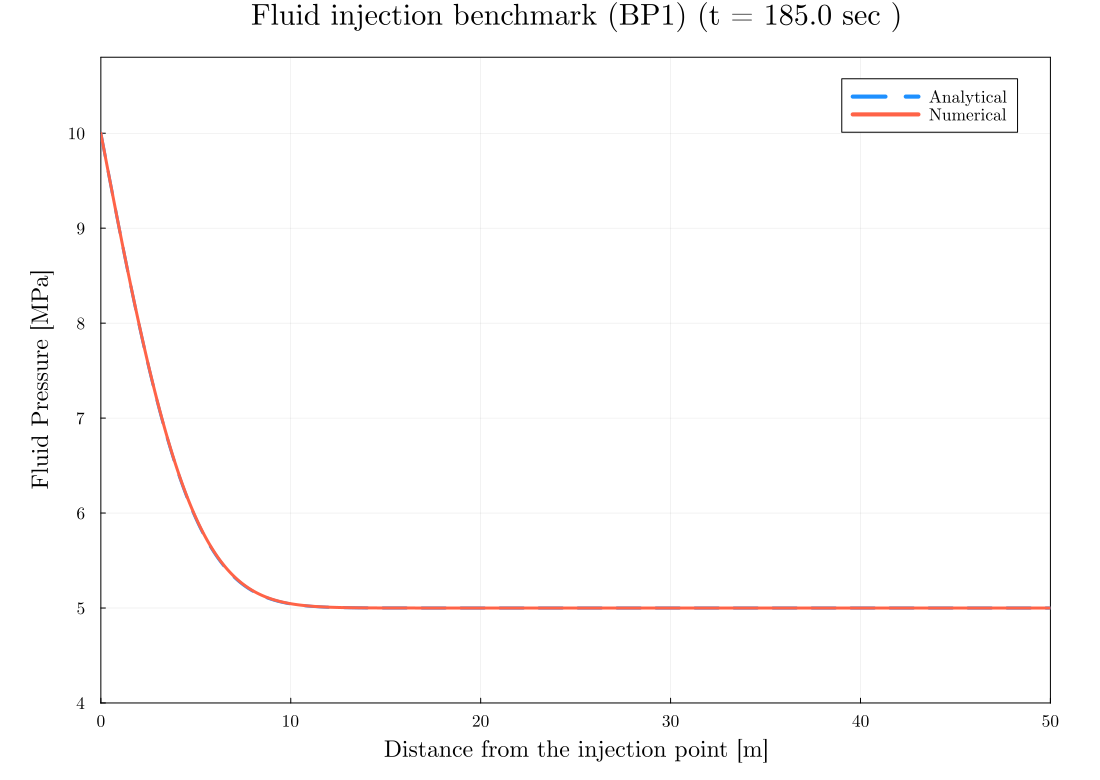 Fluid injection benchmark (BP1) (t = 185.0 sec )
Analytical
Numerical
Fluid Pressure [MPa]
10
9
8
7
6
5
4
0
10
20
30
40
50
Distance from the injection point [m]